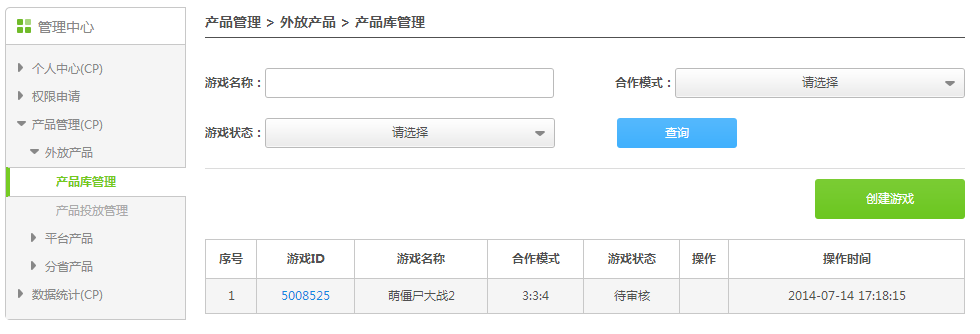 管理中心
个人中心(CP)
权限申请
产品管理(CP)
外放产品
产品库管理
产品投放管理
平台产品
分省产品
数据统计(CP)
产品管理 > 外放产品 > 产品库管理
游戏名称： 合作模式： 请选择
游戏状态： 请选择 查询
创建游戏
序号 游戏ID 游戏名称 合作模式 游戏状态 操作 操作时间
1 5008525 萌僵尸大战2 3:3:4 待审核 2014-07-14 17:18:15